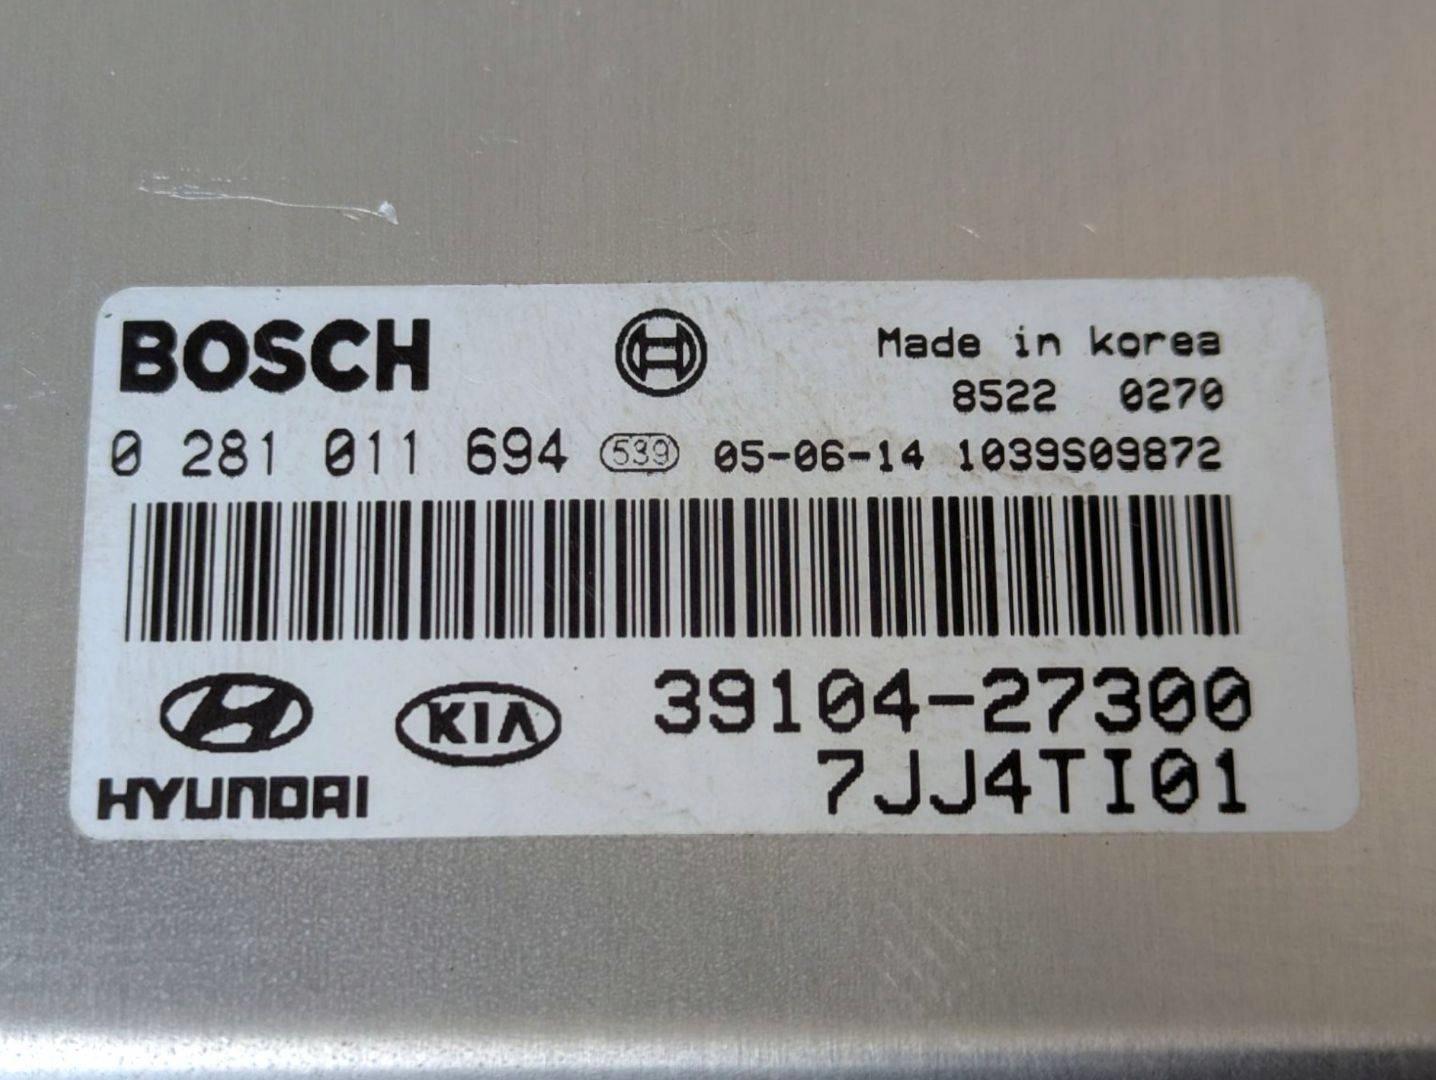 BOSCH
Made in korea
8522 0270
0 281 011 694 539 05-06-14 1039S09872
HYUNDAI KIA 39104-27300
7JJ4TI01